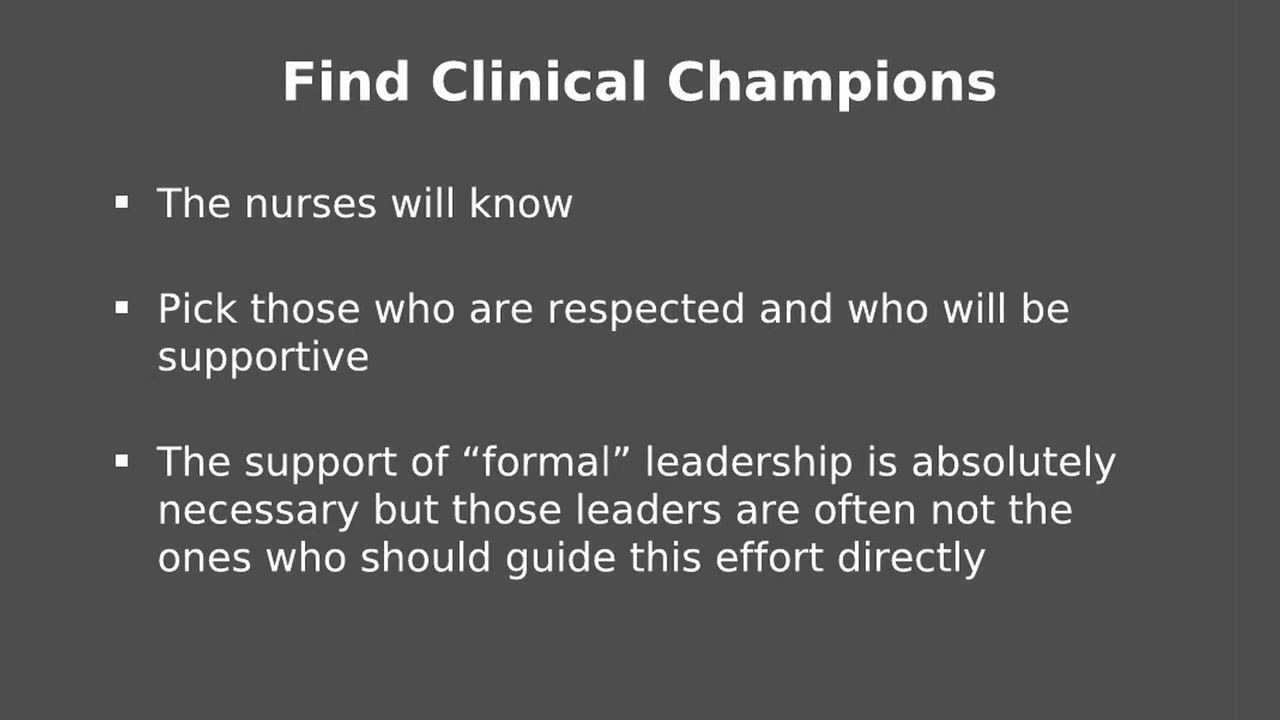 Find Clinical Champions
▪ The nurses will know
▪ Pick those who are respected and who will be
supportive
▪ The support of “formal” leadership is absolutely
necessary but those leaders are often not the
ones who should guide this effort directly